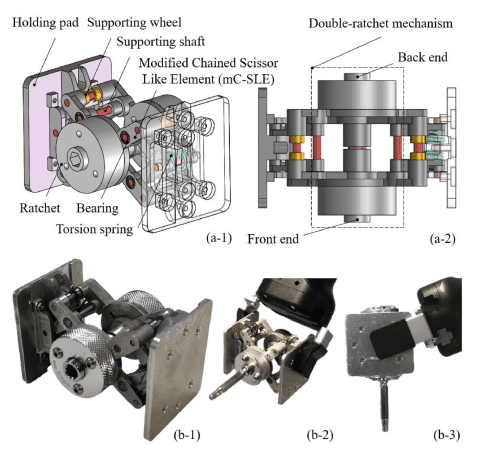 Holding pad
Supporting wheel
Supporting shaft
Modified Chained Scissor
Like Element (mC-SLE)
Ratchet
Bearing
Torsion spring
(a-1)
Double-ratchet mechanism
Back end
Front end
(a-2)
(b-1)
(b-2)
(b-3)